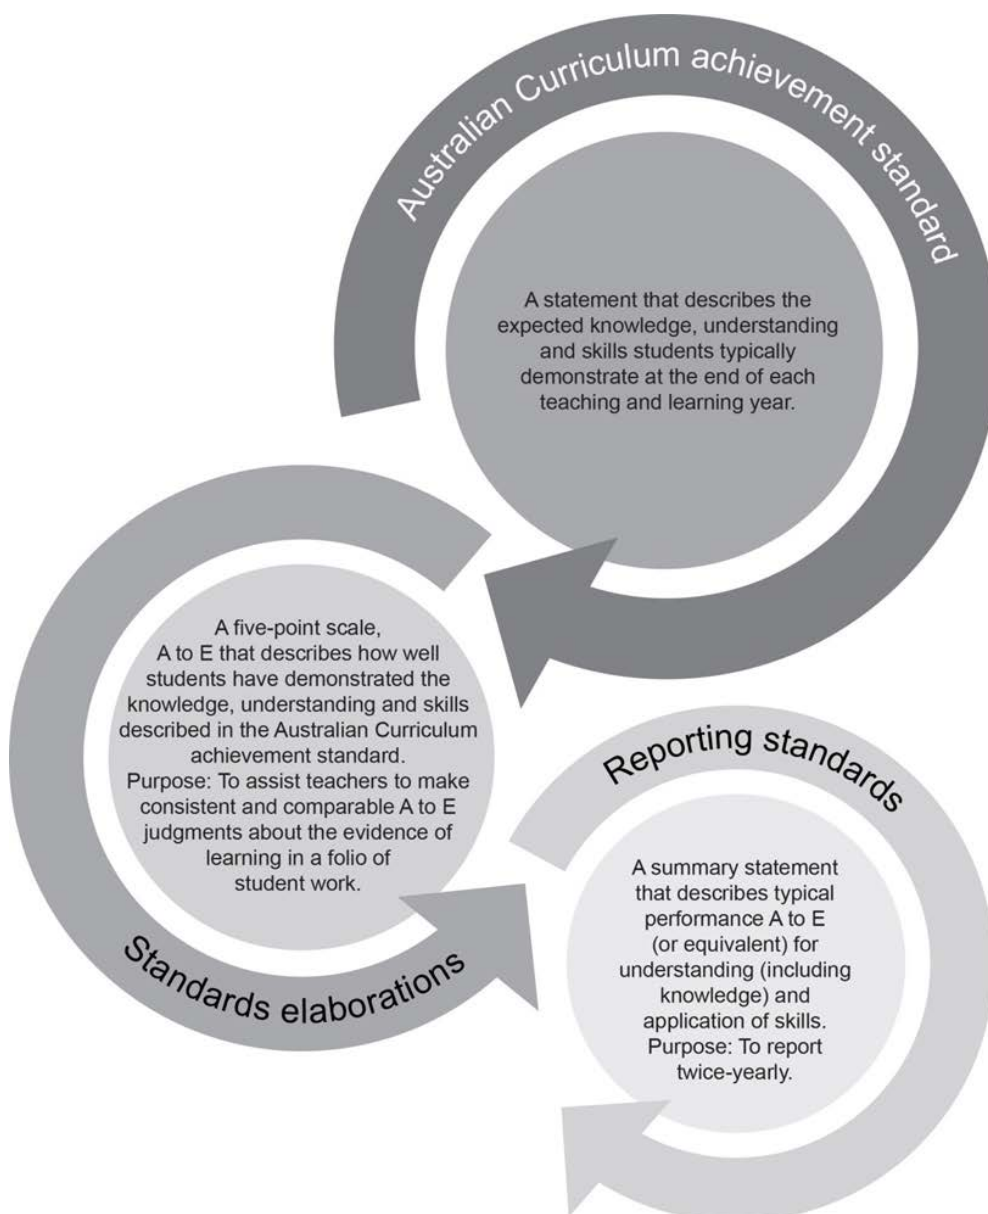 Australian Curriculum achievement standard
A statement that describes the
expected knowledge, understanding
and skills students typically
demonstrate at the end of each
teaching and learning year.
A five-point scale,
A to E that describes how well
students have demonstrated the
knowledge, understanding and skills
described in the Australian Curriculum
achievement standard.
Purpose: To assist teachers to make
consistent and comparable A to E
judgments about the evidence of
learning in a folio of
student work.
Standards elaborations
Reporting standards
A summary statement
that describes typical
performance A to E
(or equivalent) for
understanding (including
knowledge) and
application of skills.
Purpose: To report
twice-yearly.